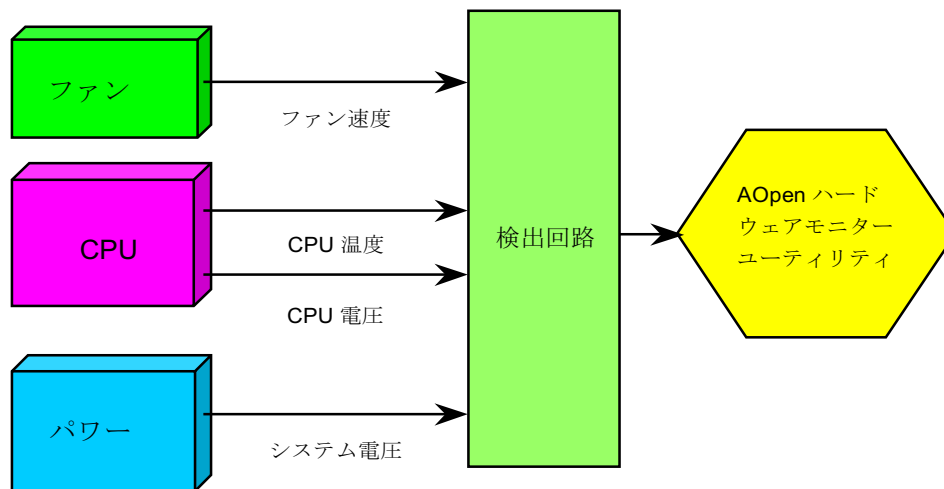 ファン
ファン速度
CPU
CPU 温度
CPU 電圧
パワー
システム電圧
検出回路
AOpen ハード
ウェアモニター
ユーティリティ